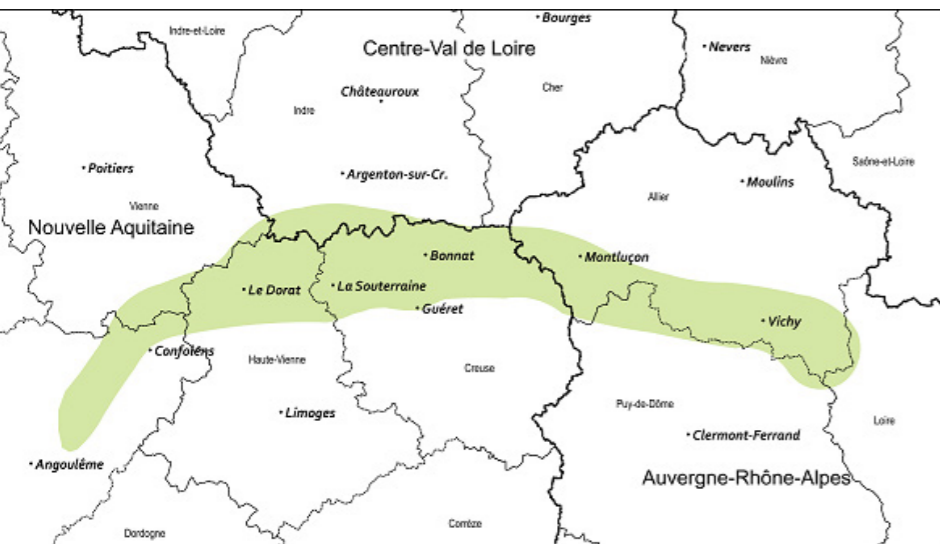 Bourges
Indre-et-Loire
Centre-Val de Loire
Nevers
Nièvre
Châteauroux
Cher
Indre
Poitiers
Argenton-sur-Cr.
Saône-et-Loire
Moulins
Allier
Vienne
Nouvelle Aquitaine
Bonnat
Montluçon
Le Dorat
La Souterraine
Guéret
Vichy
Confolens
Haute-Vienne
Creuse
Puy-de-Dôme
Limoges
Loire
Clermont-Ferrand
Angoulême
Auvergne-Rhône-Alpes
Corrèze
Dordogne